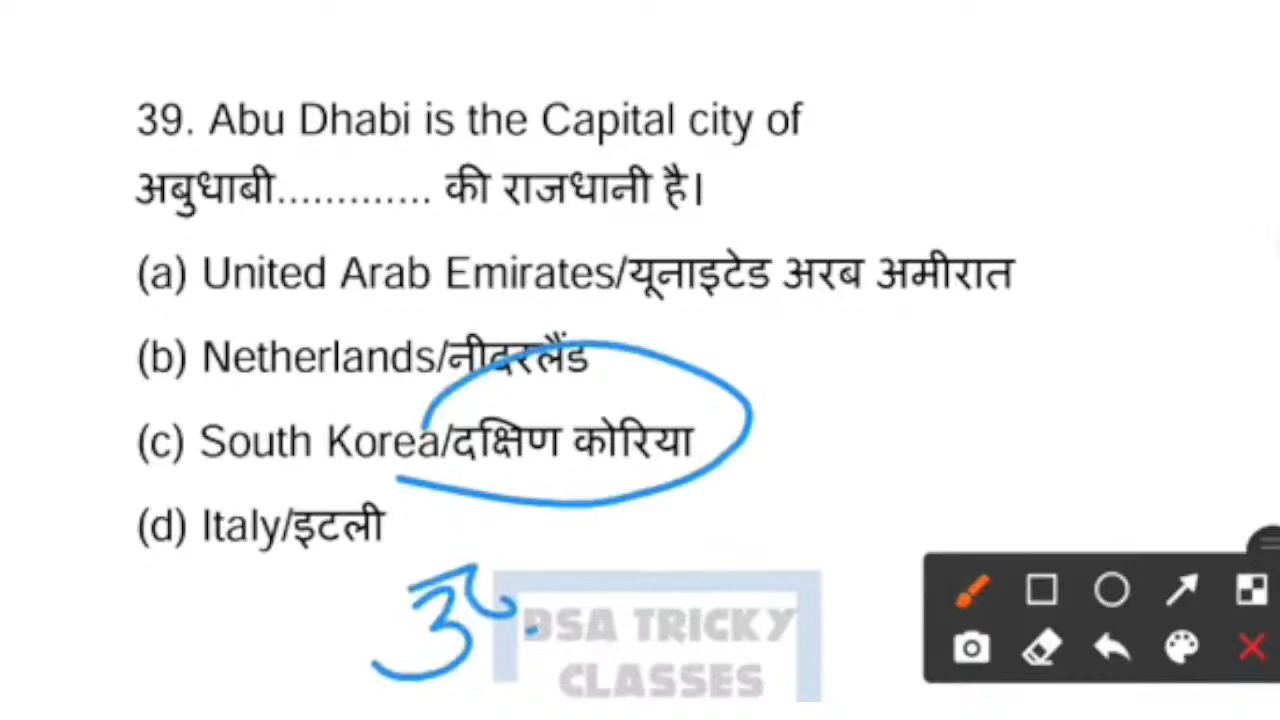 39. Abu Dhabi is the Capital city of
अबुधाबी............. की राजधानी है।
(a) United Arab Emirates/यूनाइटेड अरब अमीरात
(b) Netherlands/नीदरलैंड
(c) South Korea/दक्षिण कोरिया
(d) Italy/इटली
DSA TRICKY
CLASSES